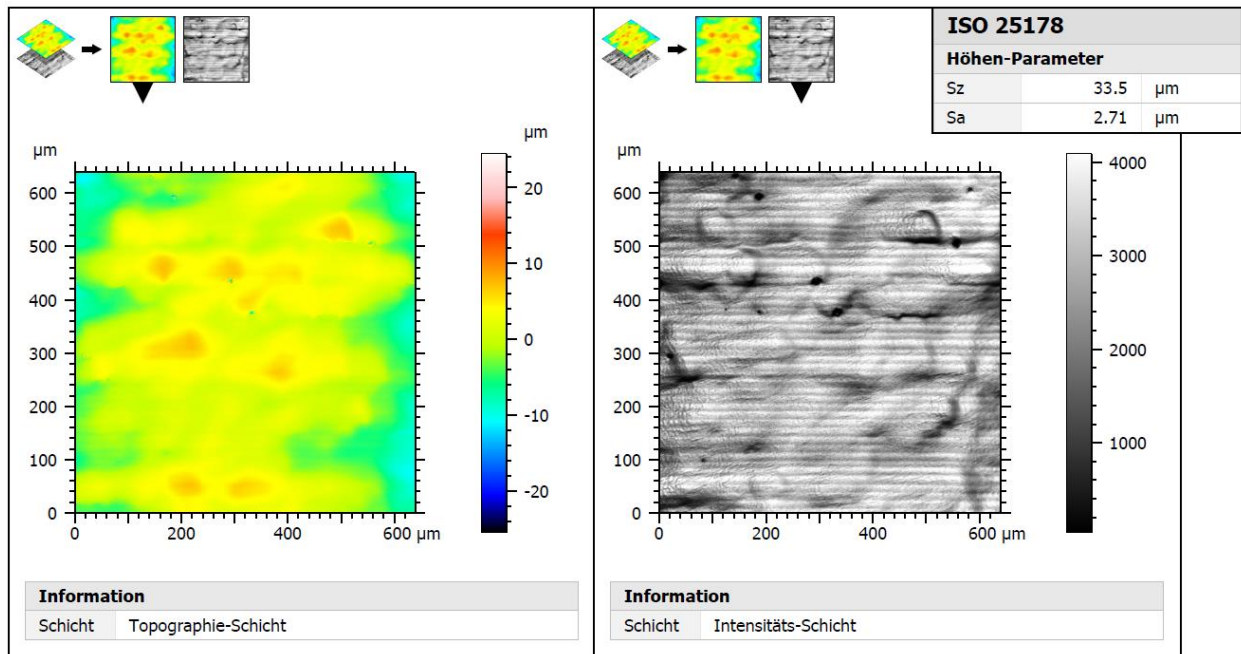 ISO 25178
Höhen-Parameter
Sz 33.5 µm
Sa 2.71 µm
µm
µm
600
500
400
300
200
100
0
0 200 400 600 µm
20
10
0
-10
-20
Information
Schicht Topographie-Schicht
µm
600
500
400
300
200
100
0
0 200 400 600 µm
4000
3000
2000
1000
Information
Schicht Intensitäts-Schicht